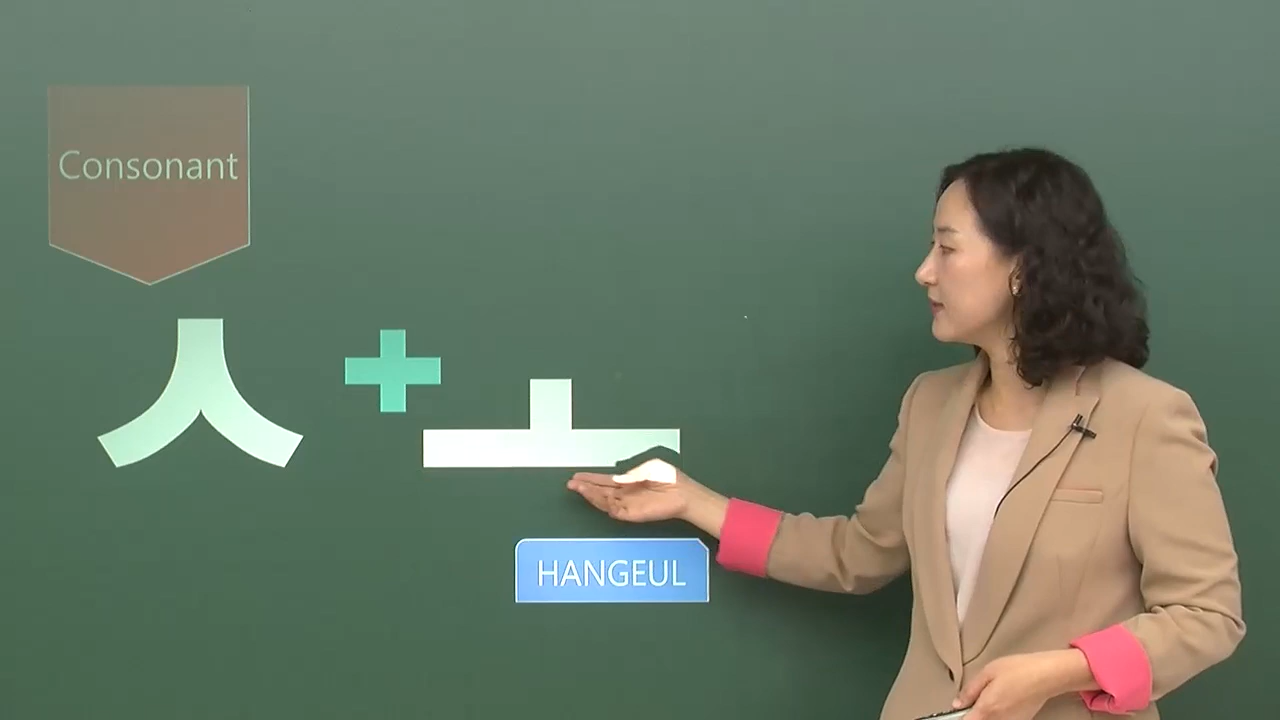 Consonant
ㅅ + ㅗ
HANGEUL